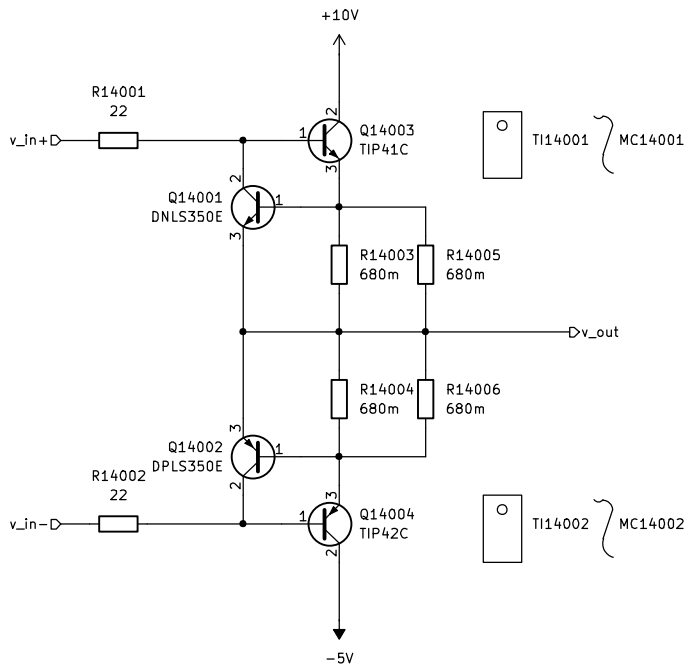 +10V
R14001
22
v_in+
1
2
3
Q14003
TIP41C
TI14001
MC14001
2
1
3
Q14001
DNLS350E
R14003
680m
R14005
680m
v_out
R14004
680m
R14006
680m
3
1
2
Q14002
DPLS350E
R14002
22
v_in-
1
3
2
Q14004
TIP42C
TI14002
MC14002
-5V